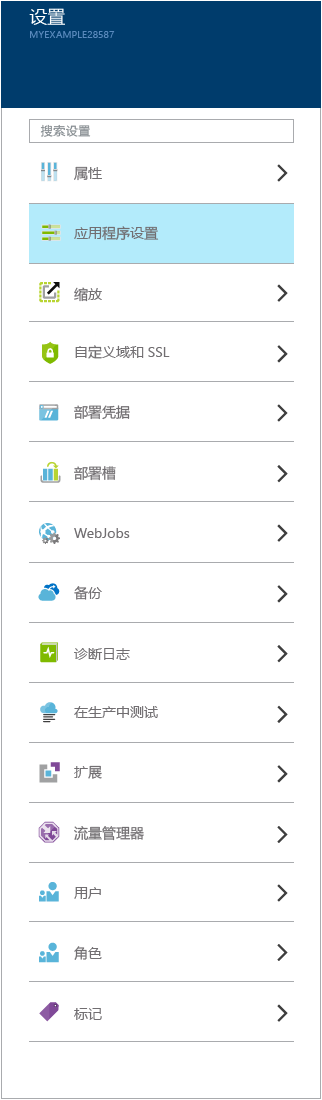 设置
MYEXAMPLE28587
搜索设置
属性
应用程序设置
缩放
自定义域和 SSL
部署凭据
部署槽
WebJobs
备份
诊断日志
在生产中测试
扩展
流量管理器
用户
角色
标记